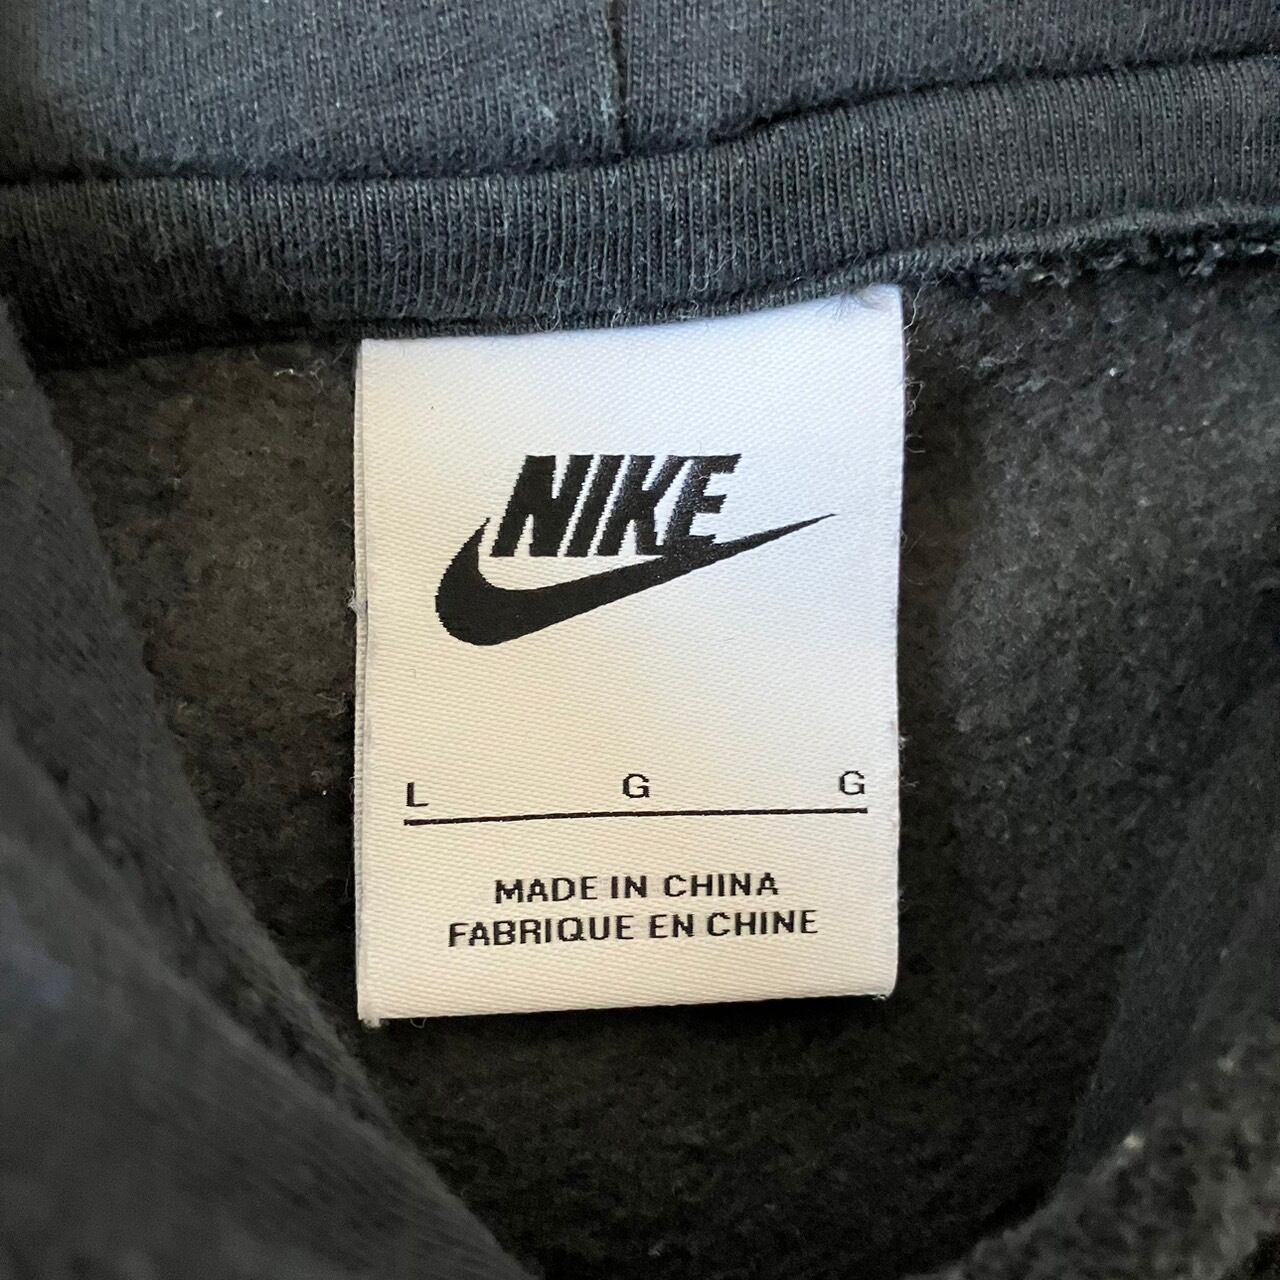 NIKE
L G G
MADE IN CHINA
FABRIQUE EN CHINE